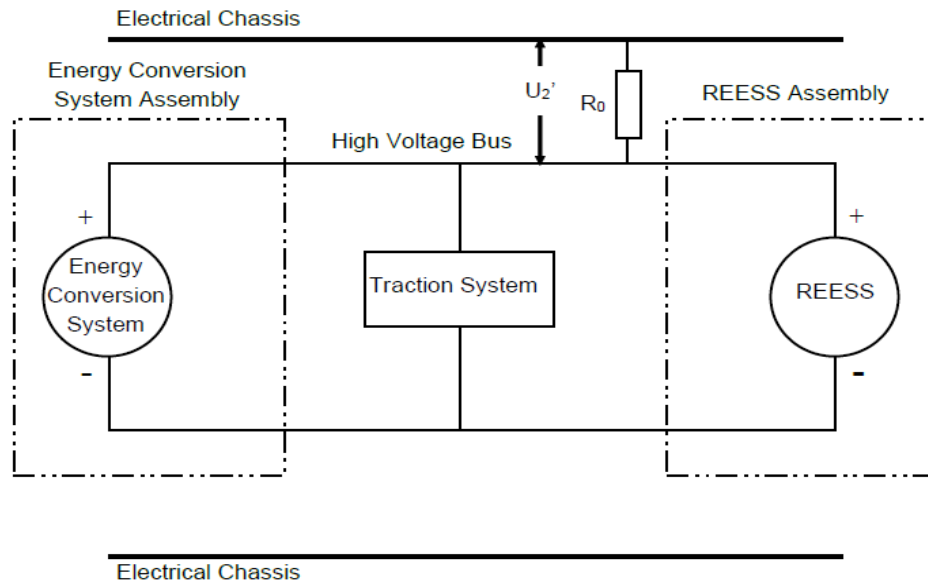 Electrical Chassis
Energy Conversion
System Assembly
U₂’
R₀
REESS Assembly
High Voltage Bus
+
+
Energy
Conversion
System
Traction System
REESS
-
-
Electrical Chassis